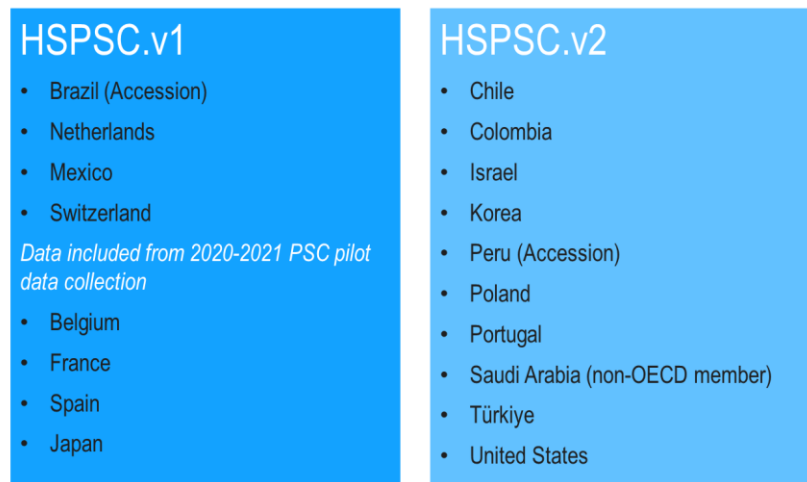 HSPSC.v1
• Brazil (Accession)
• Netherlands
• Mexico
• Switzerland
Data included from 2020-2021 PSC pilot
data collection
• Belgium
• France
• Spain
• Japan
HSPSC.v2
• Chile
• Colombia
• Israel
• Korea
• Peru (Accession)
• Poland
• Portugal
• Saudi Arabia (non-OECD member)
• Türkiye
• United States